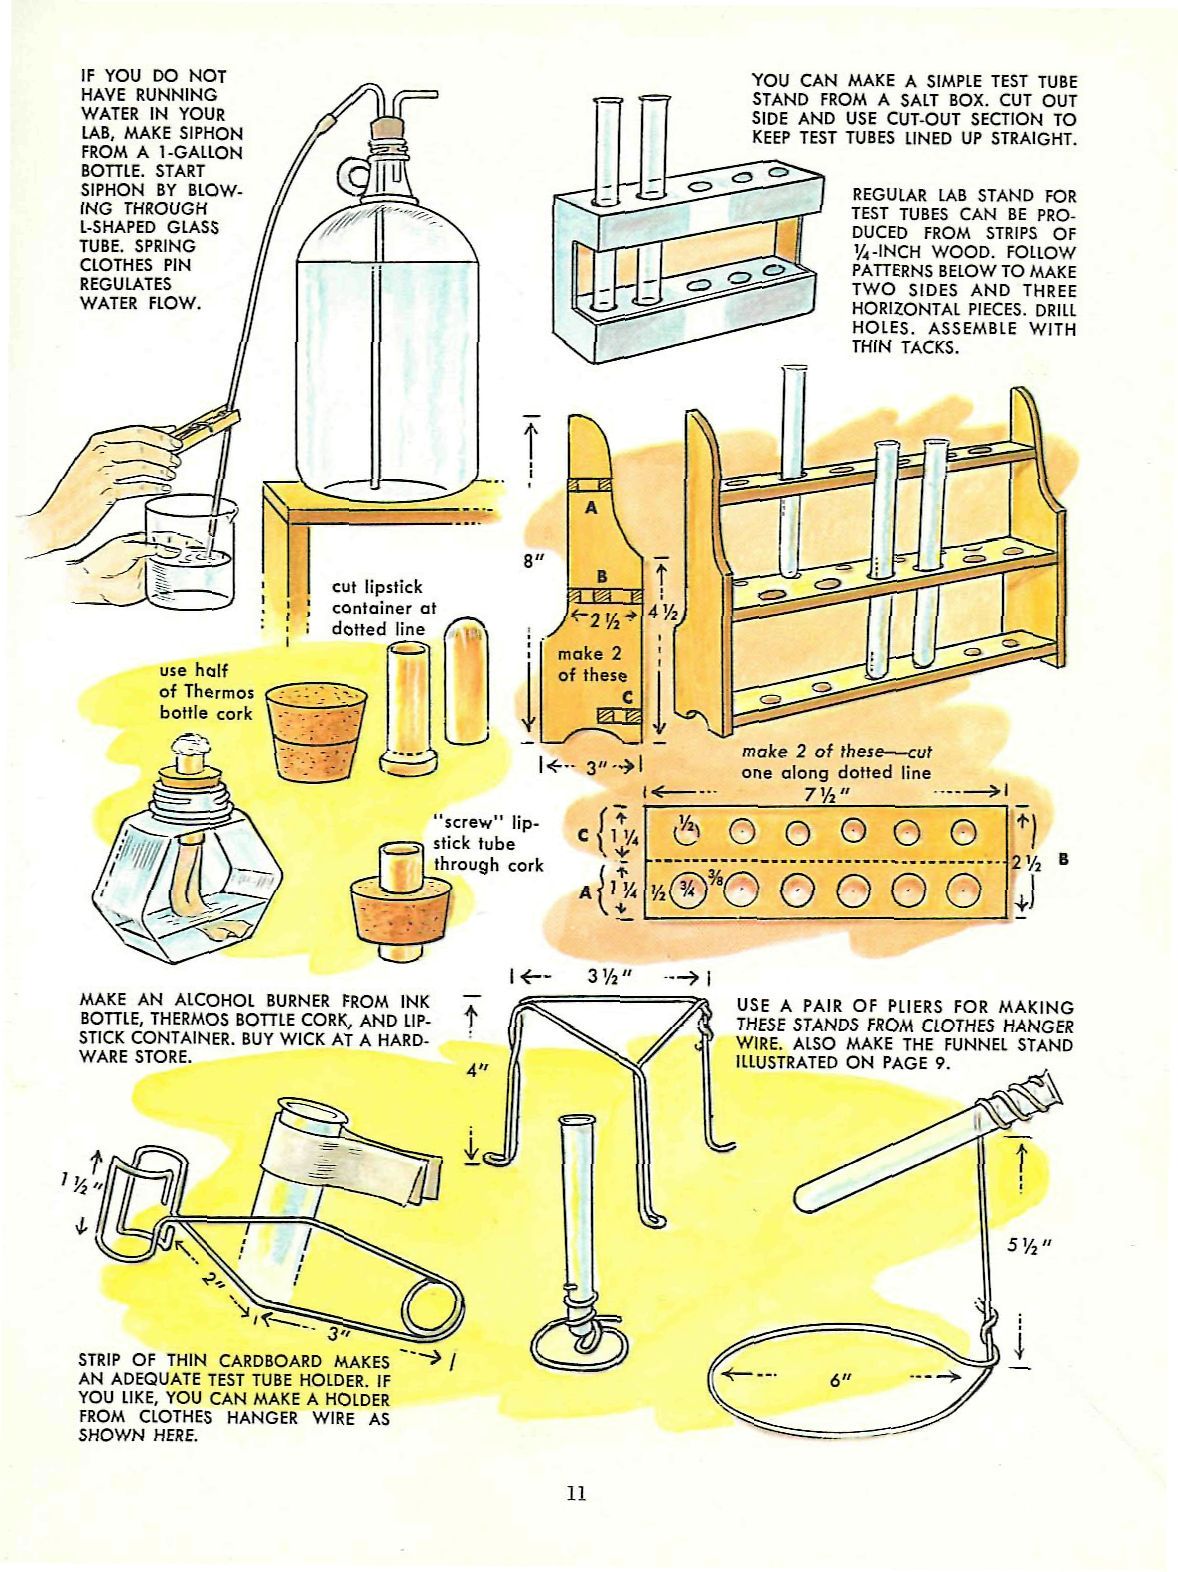 IF YOU DO NOT
HAVE RUNNING
WATER IN YOUR
LAB, MAKE SIPHON
FROM A 1-GALLON
BOTTLE. START
SIPHON BY BLOW-
ING THROUGH
L-SHAPED GLASS
TUBE. SPRING
CLOTHES PIN
REGULATES
WATER FLOW.
YOU CAN MAKE A SIMPLE TEST TUBE
STAND FROM A SALT BOX. CUT OUT
SIDE AND USE CUT-OUT SECTION TO
KEEP TEST TUBES LINED UP STRAIGHT.
REGULAR LAB STAND FOR
TEST TUBES CAN BE PRO-
DUCED FROM STRIPS OF
¼-INCH WOOD. FOLLOW
PATTERNS BELOW TO MAKE
TWO SIDES AND THREE
HORIZONTAL PIECES. DRILL
HOLES. ASSEMBLE WITH
THIN TACKS.
A
8"
B
2½
4½
make 2
of these
C
3"
cut lipstick
container at
dotted line
use half
of Thermos
bottle cork
"screw" lip-
stick tube
through cork
make 2 of these—cut
one along dotted line
7½"
C
1¼
½
2½
B
A
1¼
½
¾
⅜
MAKE AN ALCOHOL BURNER FROM INK
BOTTLE, THERMOS BOTTLE CORK, AND LIP-
STICK CONTAINER. BUY WICK AT A HARD-
WARE STORE.
3½"
4"
USE A PAIR OF PLIERS FOR MAKING
THESE STANDS FROM CLOTHES HANGER
WIRE. ALSO MAKE THE FUNNEL STAND
ILLUSTRATED ON PAGE 9.
1½"
2"
3"
5½"
6"
STRIP OF THIN CARDBOARD MAKES
AN ADEQUATE TEST TUBE HOLDER. IF
YOU LIKE, YOU CAN MAKE A HOLDER
FROM CLOTHES HANGER WIRE AS
SHOWN HERE.
11